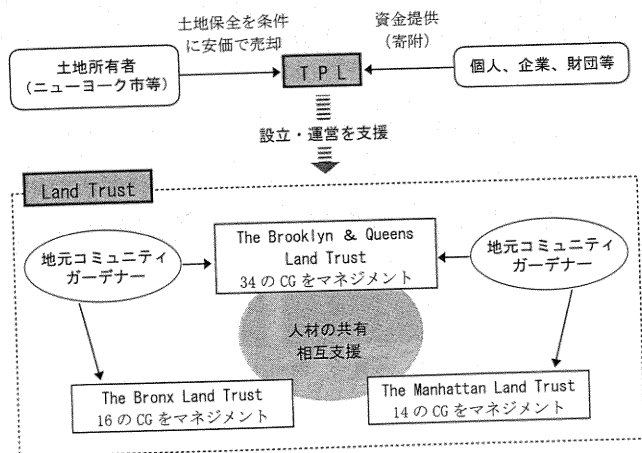 土地保全を条件
に安価で売却
資金提供
(寄附)
土地所有者
(ニューヨーク市等)
TPL
個人、企業、財団等
設立・運営を支援
Land Trust
地元コミュニティ
ガーデナー
The Brooklyn & Queens
Land Trust
34のCGをマネジメント
地元コミュニティ
ガーデナー
人材の共有
相互支援
The Bronx Land Trust
16のCGをマネジメント
The Manhattan Land Trust
14のCGをマネジメント